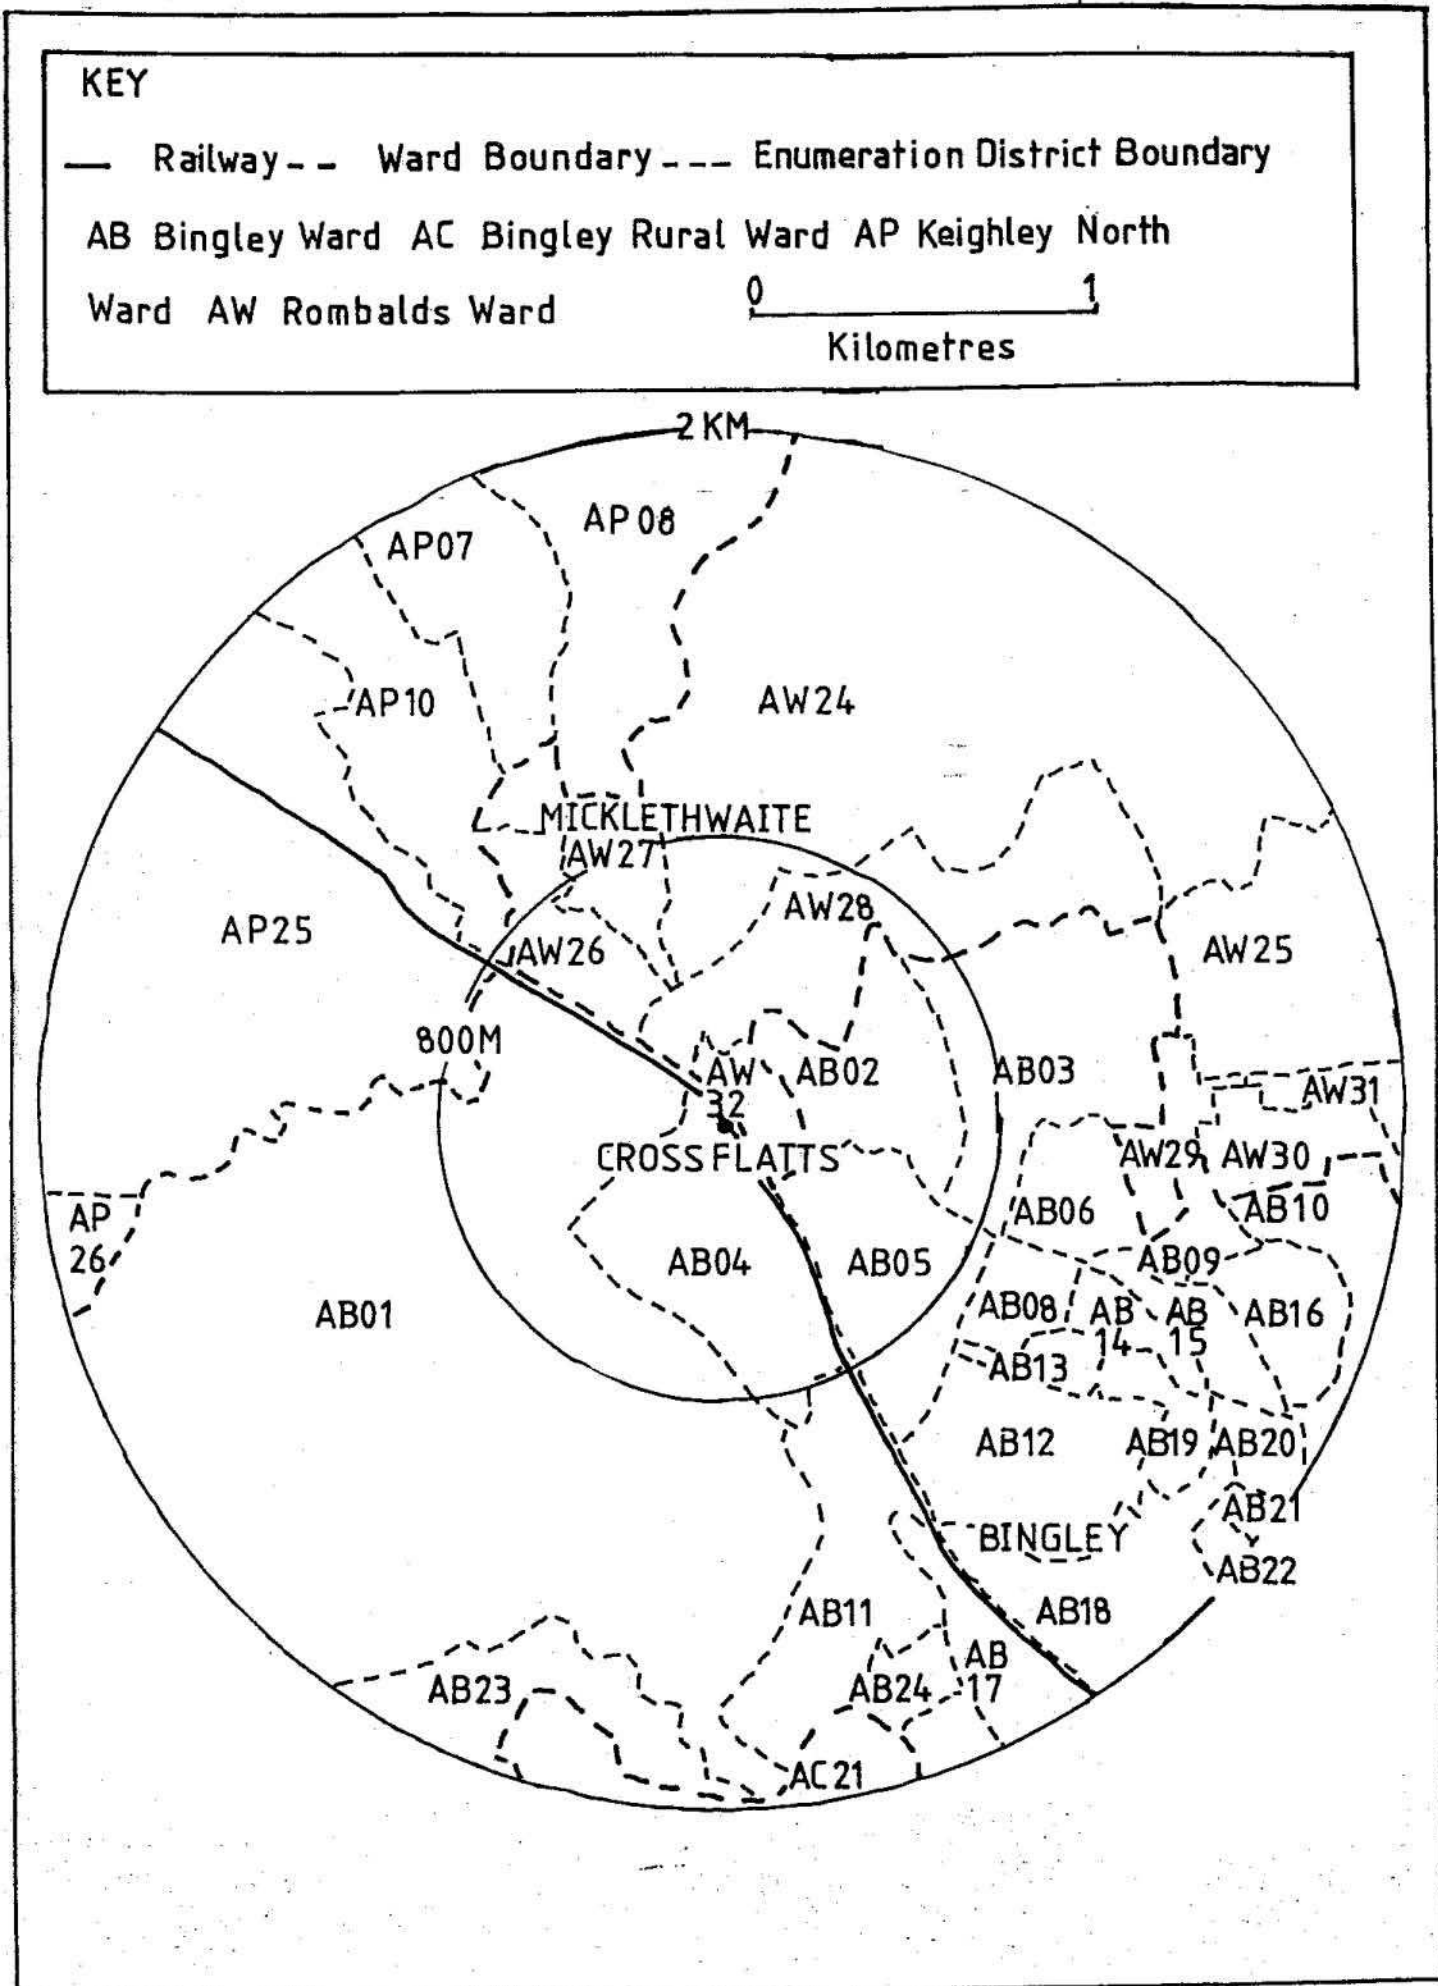 KEY
Railway Ward Boundary Enumeration District Boundary
AB Bingley Ward AC Bingley Rural Ward AP Keighley North
Ward AW Rombalds Ward
0 1
Kilometres
2 KM
AP08
AP07
AP10
AW24
MICKLETHWAITE
AW27
AW28
AP25
AW26
AW25
800M
AW
32
AB02
AB03
AW31
CROSSFLATTS
AW29
AW30
AP
26
AB06
AB10
AB04
AB05
AB09
AB01
AB08
AB
14
AB
15
AB16
AB13
AB12
AB19
AB20
AB21
BINGLEY
AB22
AB11
AB18
AB
17
AB23
AB24
AC21